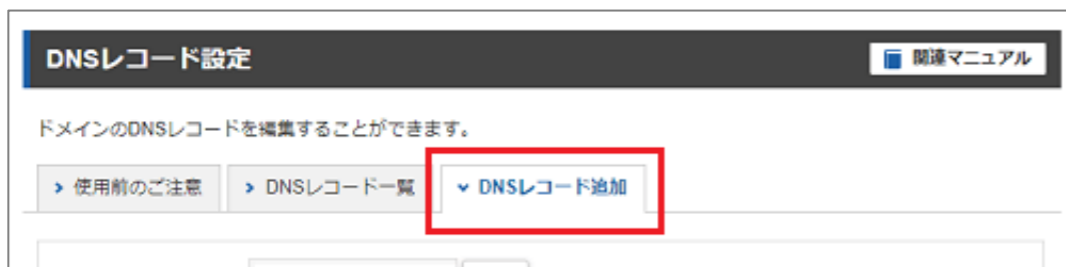 DNSレコード設定
関連マニュアル
ドメインのDNSレコードを編集することができます。
使用前のご注意
DNSレコード一覧
DNSレコード追加